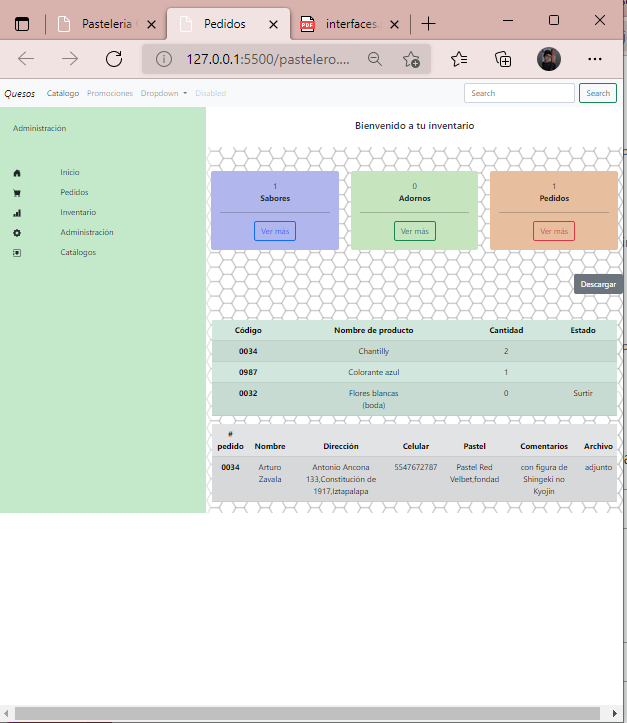 Pasteleria
Pedidos
interfaces.
127.0.0.1:5500/pastelero....
Quesos Catálogo Promociones Dropdown Disabled Search Search
Administración
Inicio
Pedidos
Inventario
Administración
Catálogos
Bienvenido a tu inventario
1
Sabores
Ver más
0
Adornos
Ver más
1
Pedidos
Ver más
Descargar
Código Nombre de producto Cantidad Estado
0034 Chantilly 2
0987 Colorante azul 1
0032 Flores blancas (boda) 0 Surtir
# pedido Nombre Dirección Celular Pastel Comentarios Archivo
0034 Arturo Zavala Antonio Ancona 133,Constitución de 1917,Iztapalapa 5547672787 Pastel Red Velbet,fondad con figura de Shingeki no Kyojin adjunto